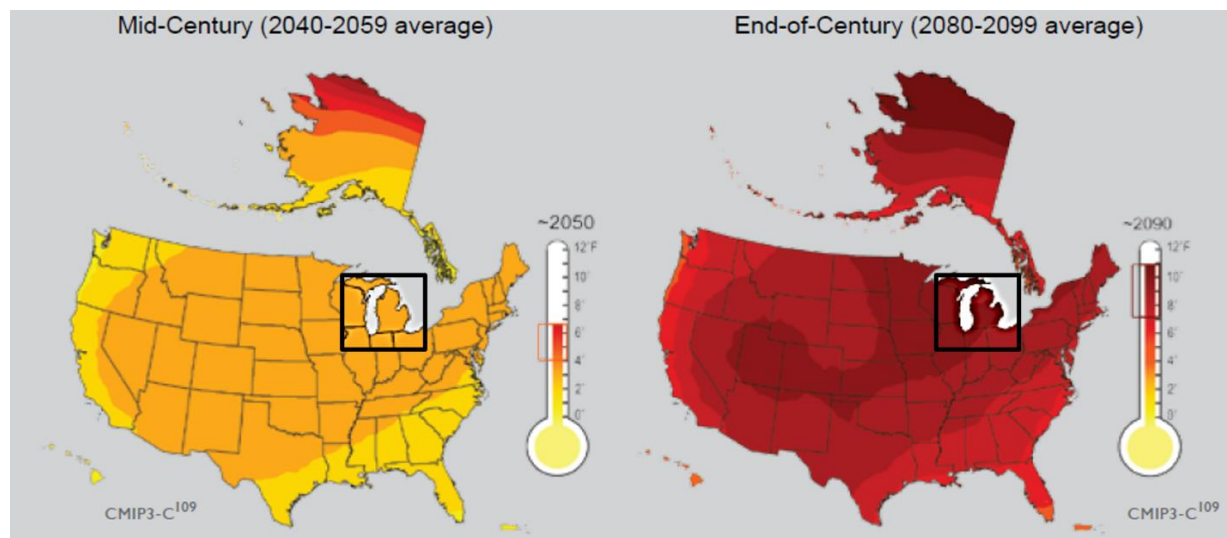 Mid-Century (2040-2059 average)
End-of-Century (2080-2099 average)
~2050
12°F
10°
8°
6°
4°
2°
0°
CMIP3-C109
~2090
12°F
10°
8°
6°
4°
2°
0°
CMIP3-C109